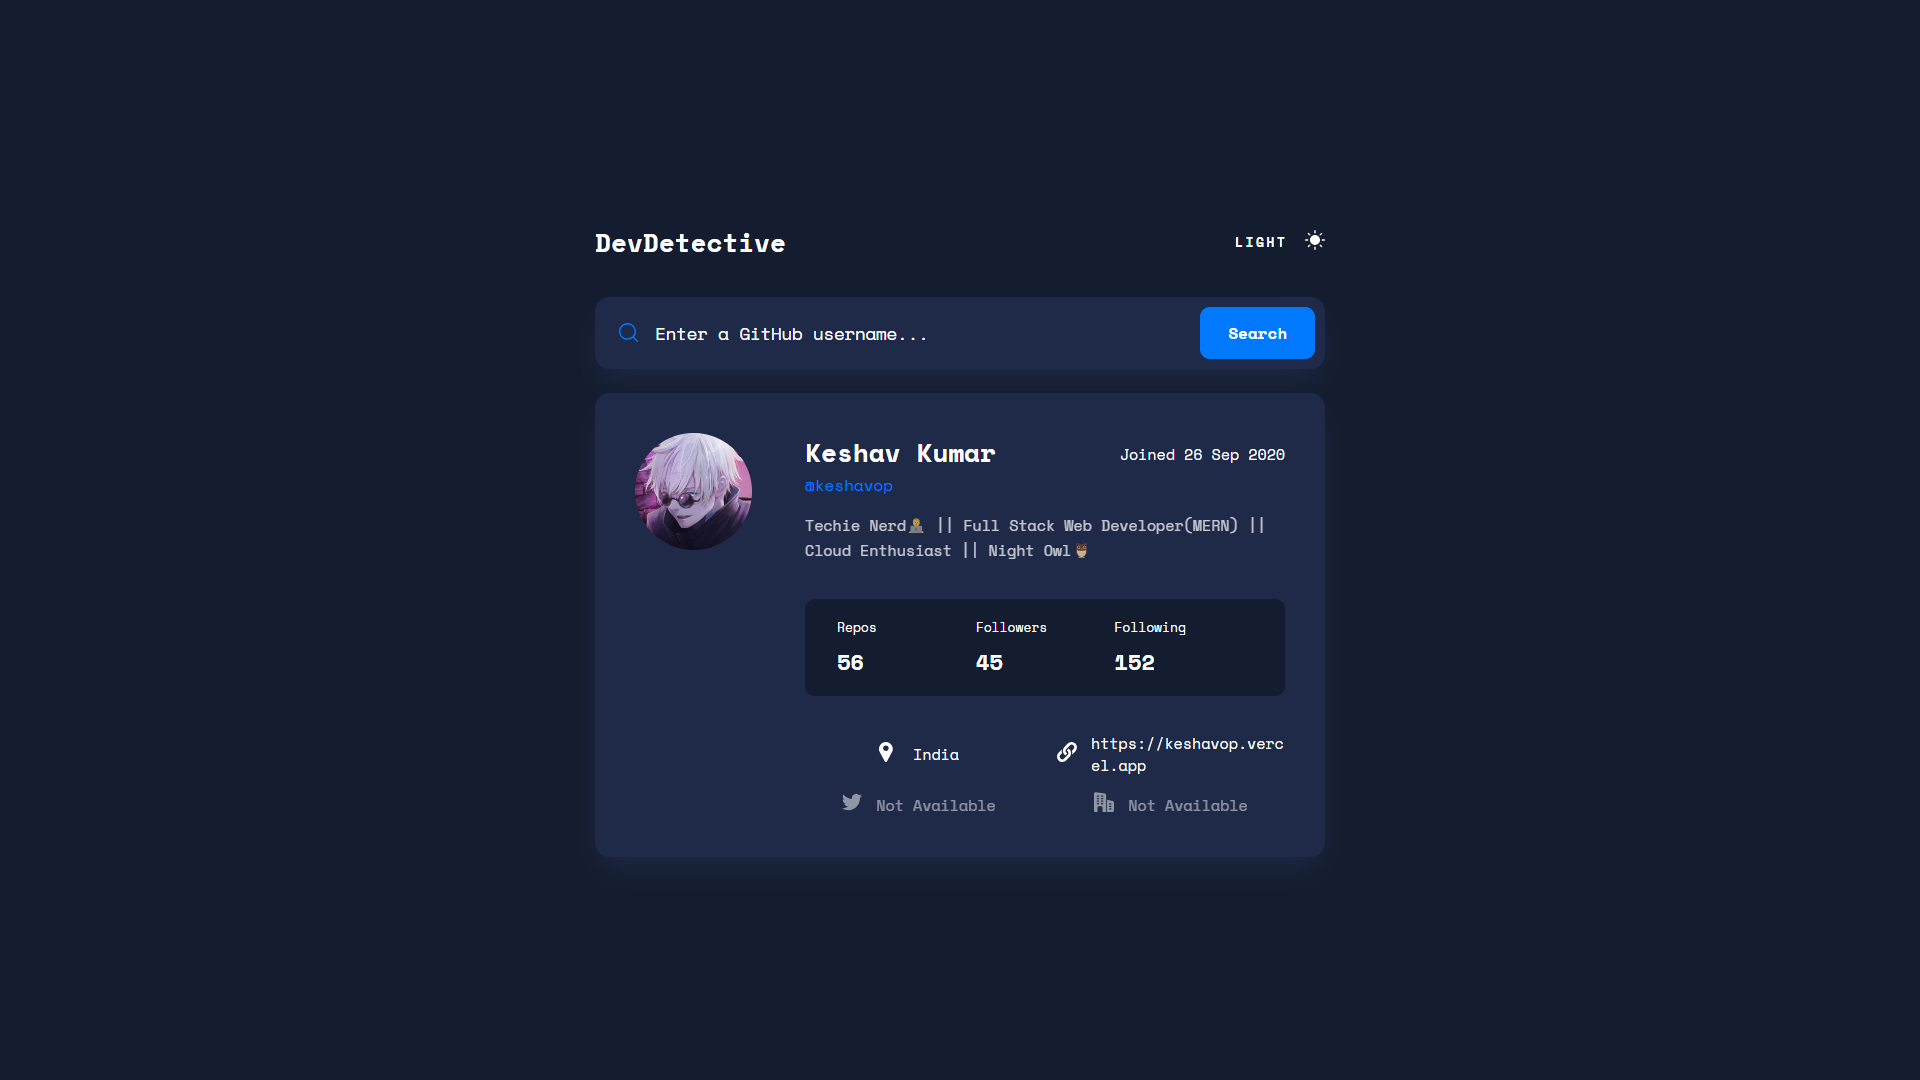 DevDetective
LIGHT
Enter a GitHub username...
Search
Keshav Kumar
Joined 26 Sep 2020
@keshavop
Techie Nerd👨‍💻 || Full Stack Web Developer(MERN) ||
Cloud Enthusiast || Night Owl🦉
Repos
Followers
Following
56
45
152
India
https://keshavop.verc
el.app
Not Available
Not Available